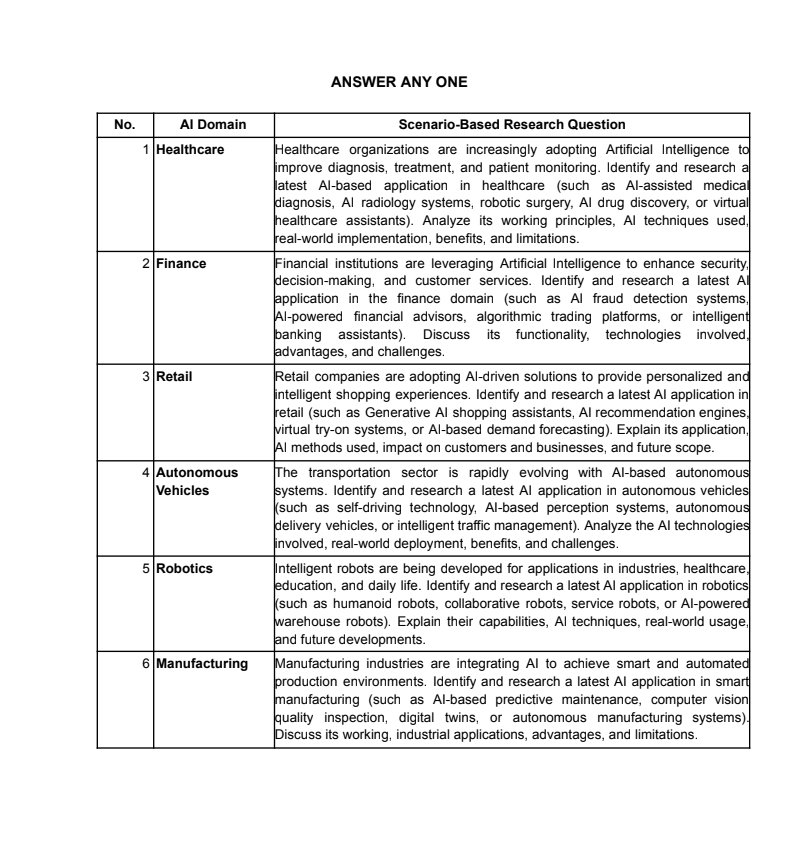 ANSWER ANY ONE
No. AI Domain Scenario-Based Research Question
1 Healthcare Healthcare organizations are increasingly adopting Artificial Intelligence to
improve diagnosis, treatment, and patient monitoring. Identify and research a
latest AI-based application in healthcare (such as AI-assisted medical
diagnosis, AI radiology systems, robotic surgery, AI drug discovery, or virtual
healthcare assistants). Analyze its working principles, AI techniques used,
real-world implementation, benefits, and limitations.
2 Finance Financial institutions are leveraging Artificial Intelligence to enhance security,
decision-making, and customer services. Identify and research a latest AI
application in the finance domain (such as AI fraud detection systems,
AI-powered financial advisors, algorithmic trading platforms, or intelligent
banking assistants). Discuss its functionality, technologies involved,
advantages, and challenges.
3 Retail Retail companies are adopting AI-driven solutions to provide personalized and
intelligent shopping experiences. Identify and research a latest AI application in
retail (such as Generative AI shopping assistants, AI recommendation engines,
virtual try-on systems, or AI-based demand forecasting). Explain its application,
AI methods used, impact on customers and businesses, and future scope.
4 Autonomous The transportation sector is rapidly evolving with AI-based autonomous
Vehicles systems. Identify and research a latest AI application in autonomous vehicles
(such as self-driving technology, AI-based perception systems, autonomous
delivery vehicles, or intelligent traffic management). Analyze the AI technologies
involved, real-world deployment, benefits, and challenges.
5 Robotics Intelligent robots are being developed for applications in industries, healthcare,
education, and daily life. Identify and research a latest AI application in robotics
(such as humanoid robots, collaborative robots, service robots, or AI-powered
warehouse robots). Explain their capabilities, AI techniques, real-world usage,
and future developments.
6 Manufacturing Manufacturing industries are integrating AI to achieve smart and automated
production environments. Identify and research a latest AI application in smart
manufacturing (such as AI-based predictive maintenance, computer vision
quality inspection, digital twins, or autonomous manufacturing systems).
Discuss its working, industrial applications, advantages, and limitations.